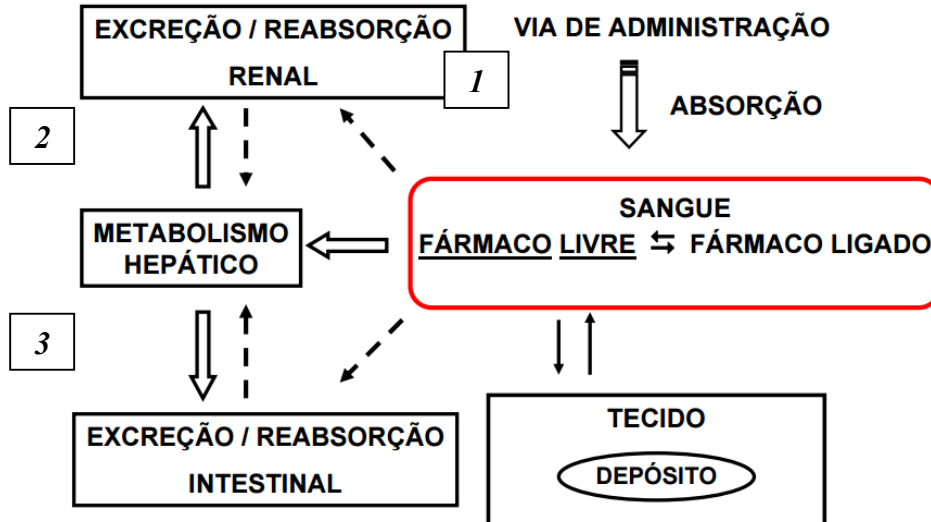 EXCREÇÃO / REABSORÇÃO
RENAL
1
VIA DE ADMINISTRAÇÃO
ABSORÇÃO
2
SANGUE
FÁRMACO LIVRE ⇆ FÁRMACO LIGADO
METABOLISMO
HEPÁTICO
3
EXCREÇÃO / REABSORÇÃO
INTESTINAL
TECIDO
DEPÓSITO